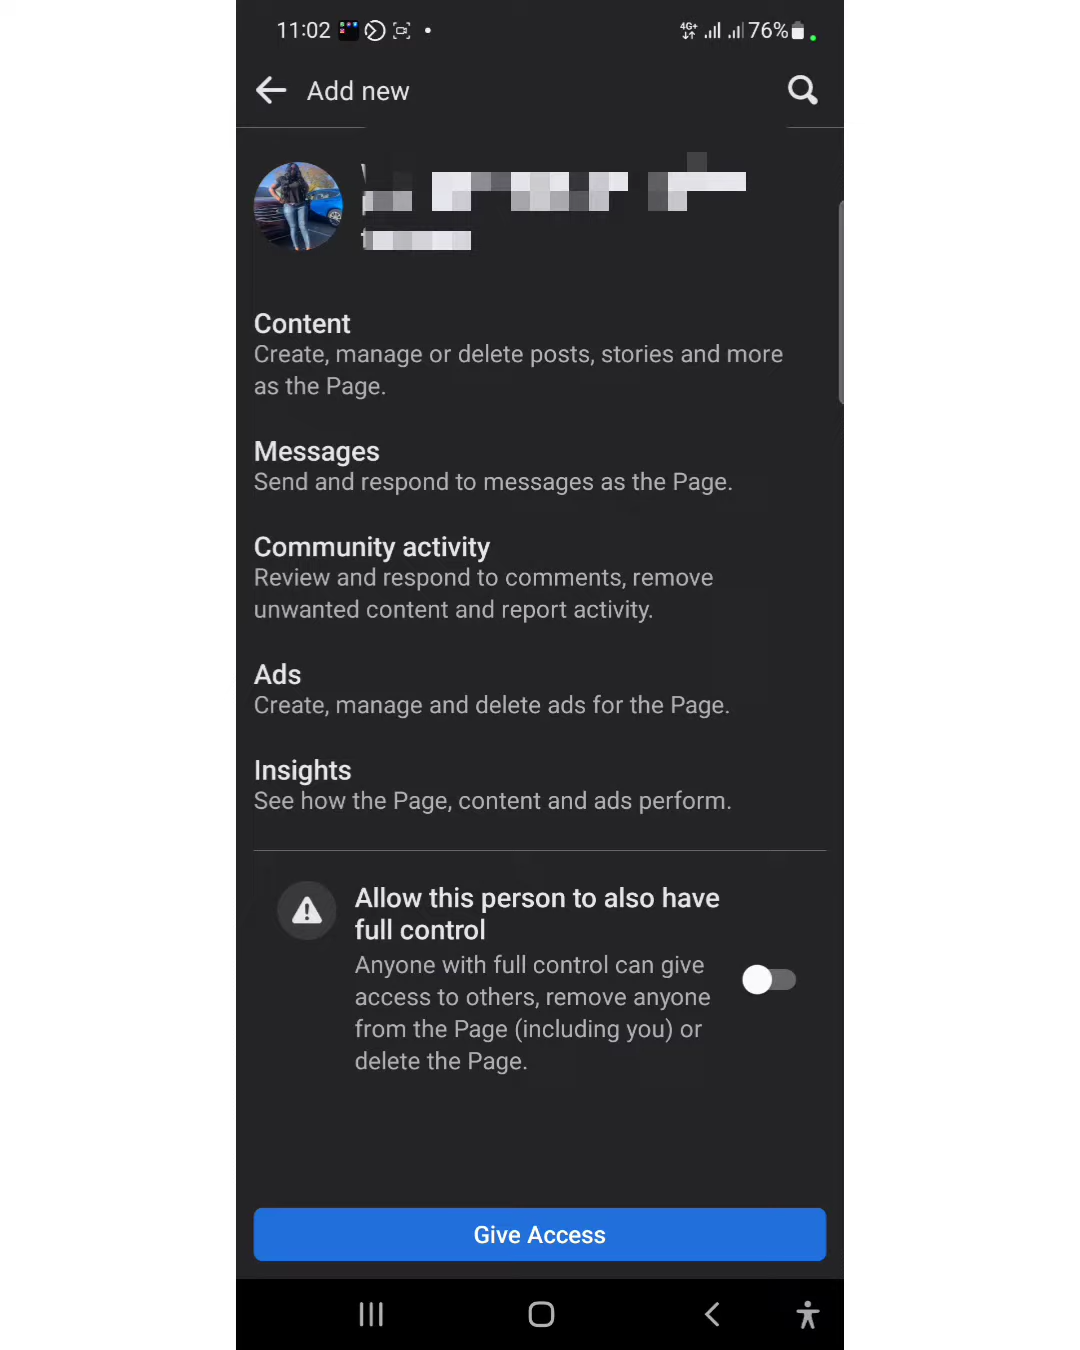 11:02
4G+ 76%
Add new
Content
Create, manage or delete posts, stories and more
as the Page.
Messages
Send and respond to messages as the Page.
Community activity
Review and respond to comments, remove
unwanted content and report activity.
Ads
Create, manage and delete ads for the Page.
Insights
See how the Page, content and ads perform.
Allow this person to also have
full control
Anyone with full control can give
access to others, remove anyone
from the Page (including you) or
delete the Page.
Give Access